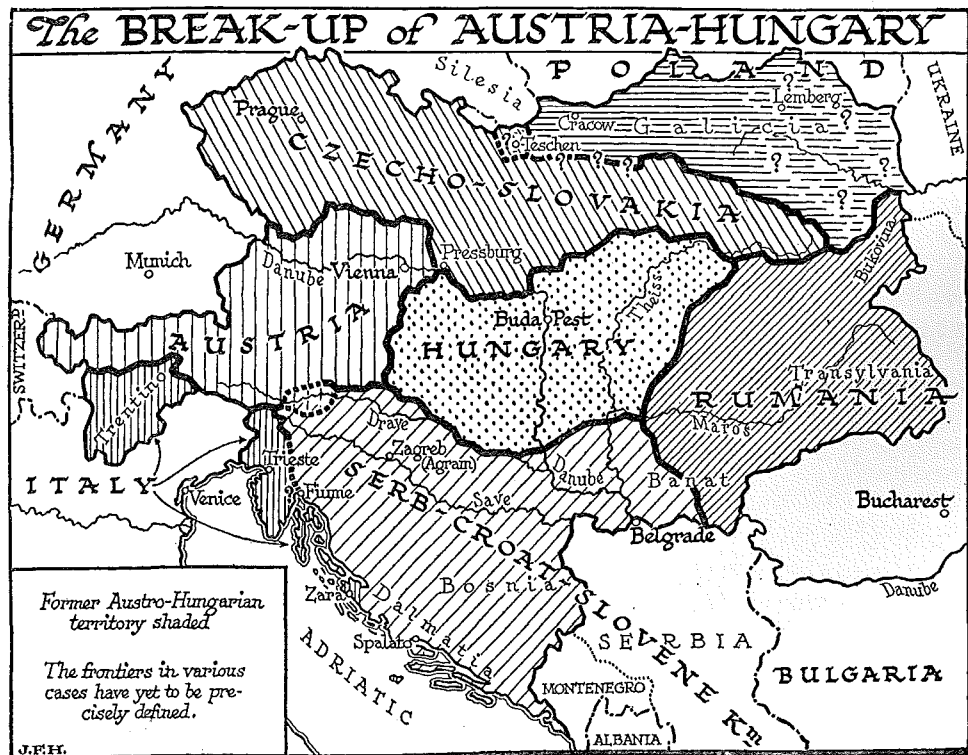 The BREAK-UP of AUSTRIA-HUNGARY
GERMANY
Silesia
POLAND
UKRAINE
Prague
Cracow
Galicia
Lemberg
?
?
?
?
?
?
?
?
?
Teschen
CZECHO-SLOVAKIA
Munich
Danube
Vienna
Pressburg
Bukovina
SWITZERD.
AUSTRIA
Buda Pest
Theiss
HUNGARY
Transylvania
RUMANIA
Trentino
Drave
Maros
ITALY
Trieste
Zagreb
(Agram)
Danube
Banat
Venice
Fiume
Save
Bucharest
SERB-CROAT-SLOVENE Km
Belgrade
Bosnia
Danube
Zara
Dalmatia
Spalato
SERBIA
ADRIATIC
BULGARIA
MONTENEGRO
ALBANIA
Former Austro-Hungarian
territory shaded
The frontiers in various
cases have yet to be pre-
cisely defined.
J.F.H.